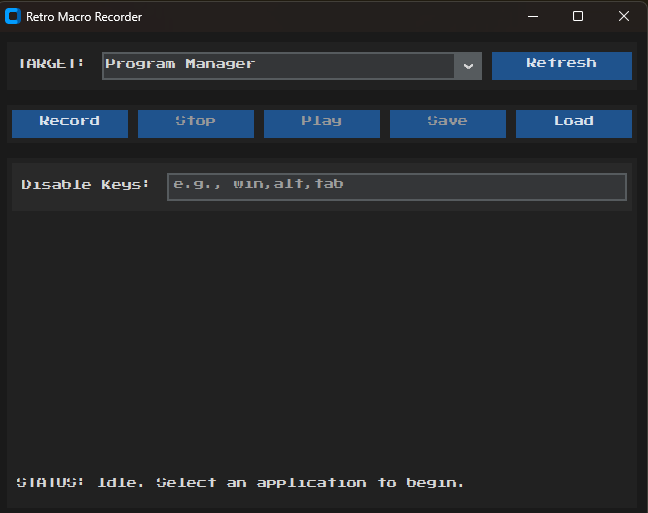 Retro Macro Recorder
TARGET: Program Manager Refresh
Record Stop Play Save Load
Disable Keys: e.g., win,alt,tab
STATUS: Idle. Select an application to begin.